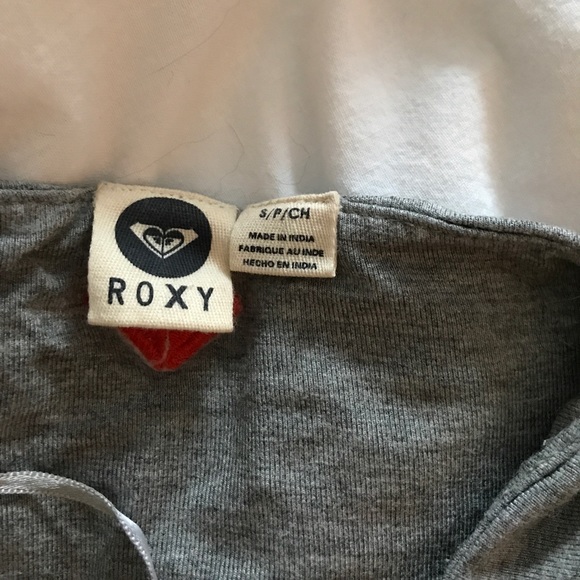 ROXY
S/P/CH
MADE IN INDIA
FABRIQUE AU INDE
HECHO EN INDIA